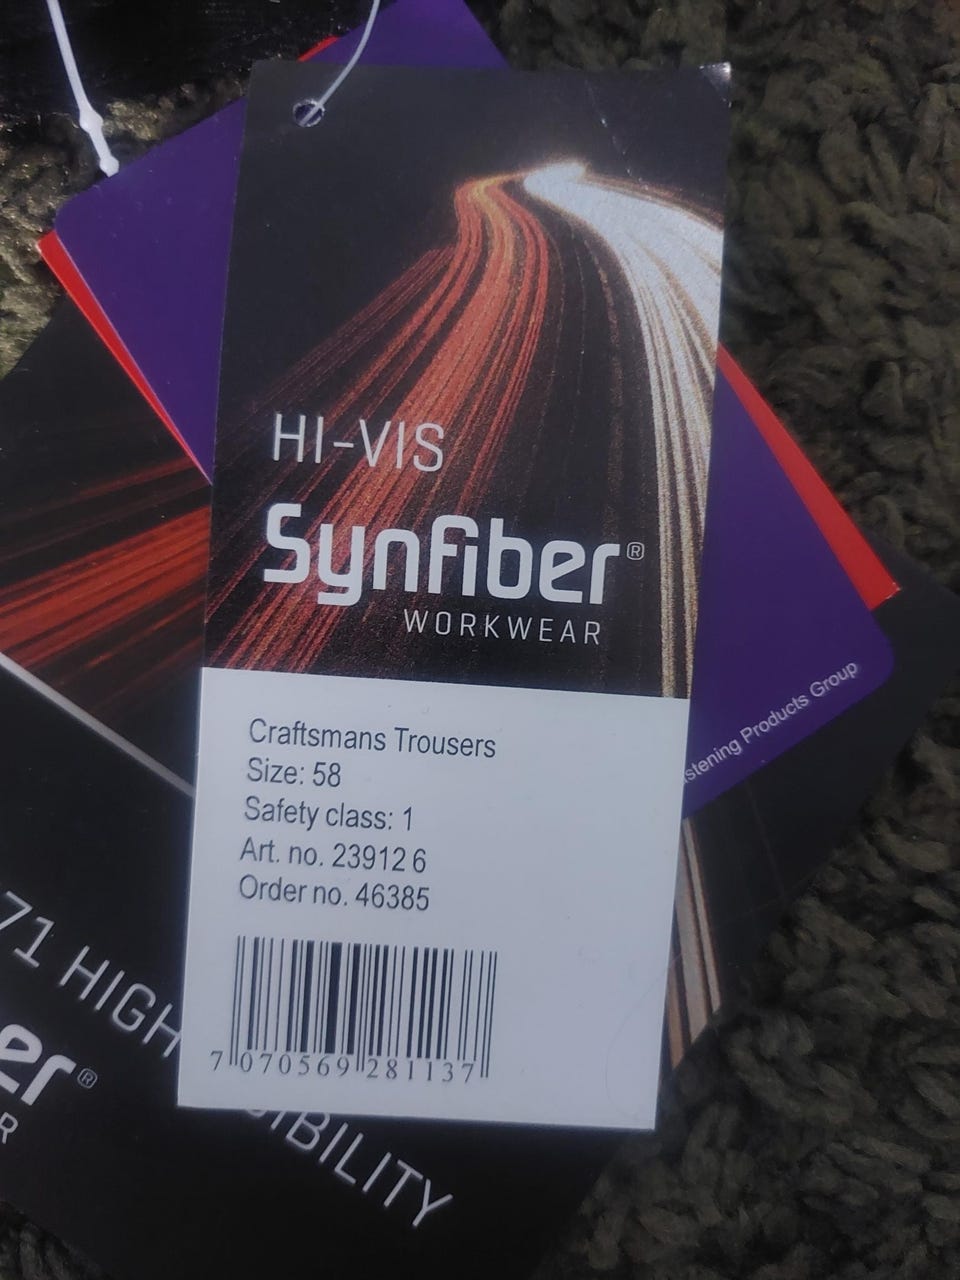 HI-VIS
Synfiber®
WORKWEAR
Craftsmans Trousers
Size: 58
Safety class: 1
Art. no. 23912 6
Order no. 46385
7 070569 281137
stening Products Group
71 HIGH
IBILITY
er®
R